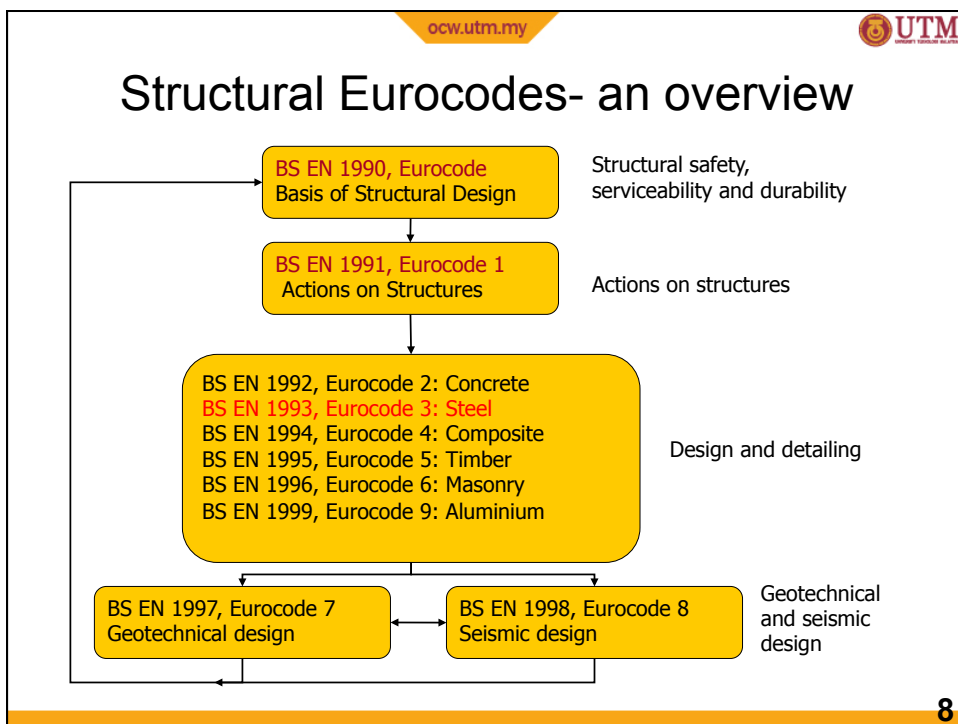 ocw.utm.my
UTM
UNIVERSITI TEKNOLOGI MALAYSIA
Structural Eurocodes- an overview
BS EN 1990, Eurocode
Basis of Structural Design
Structural safety,
serviceability and durability
BS EN 1991, Eurocode 1
Actions on Structures
Actions on structures
BS EN 1992, Eurocode 2: Concrete
BS EN 1993, Eurocode 3: Steel
BS EN 1994, Eurocode 4: Composite
BS EN 1995, Eurocode 5: Timber
BS EN 1996, Eurocode 6: Masonry
BS EN 1999, Eurocode 9: Aluminium
Design and detailing
BS EN 1997, Eurocode 7
Geotechnical design
BS EN 1998, Eurocode 8
Seismic design
Geotechnical
and seismic
design
8